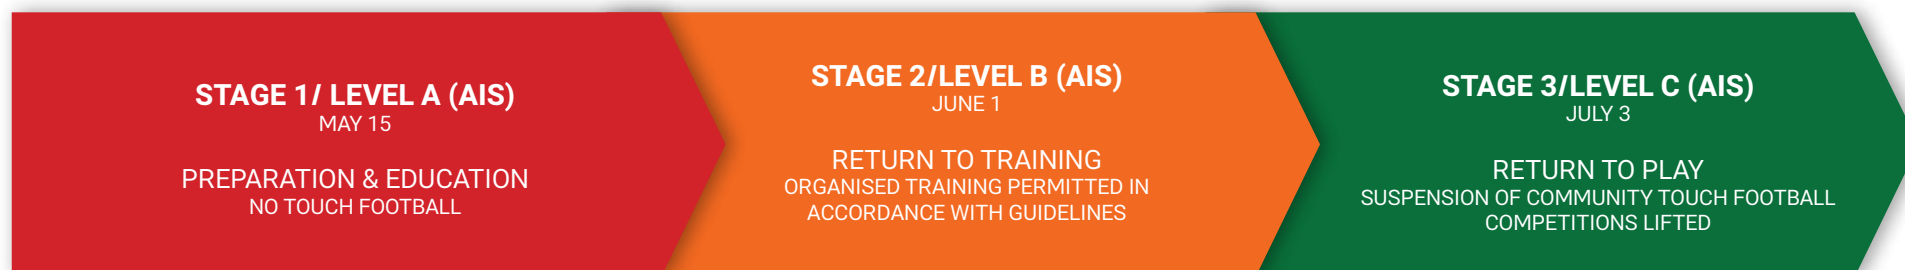 STAGE 1/ LEVEL A (AIS)
MAY 15
PREPARATION & EDUCATION
NO TOUCH FOOTBALL
STAGE 2/LEVEL B (AIS)
JUNE 1
RETURN TO TRAINING
ORGANISED TRAINING PERMITTED IN
ACCORDANCE WITH GUIDELINES
STAGE 3/LEVEL C (AIS)
JULY 3
RETURN TO PLAY
SUSPENSION OF COMMUNITY TOUCH FOOTBALL
COMPETITIONS LIFTED